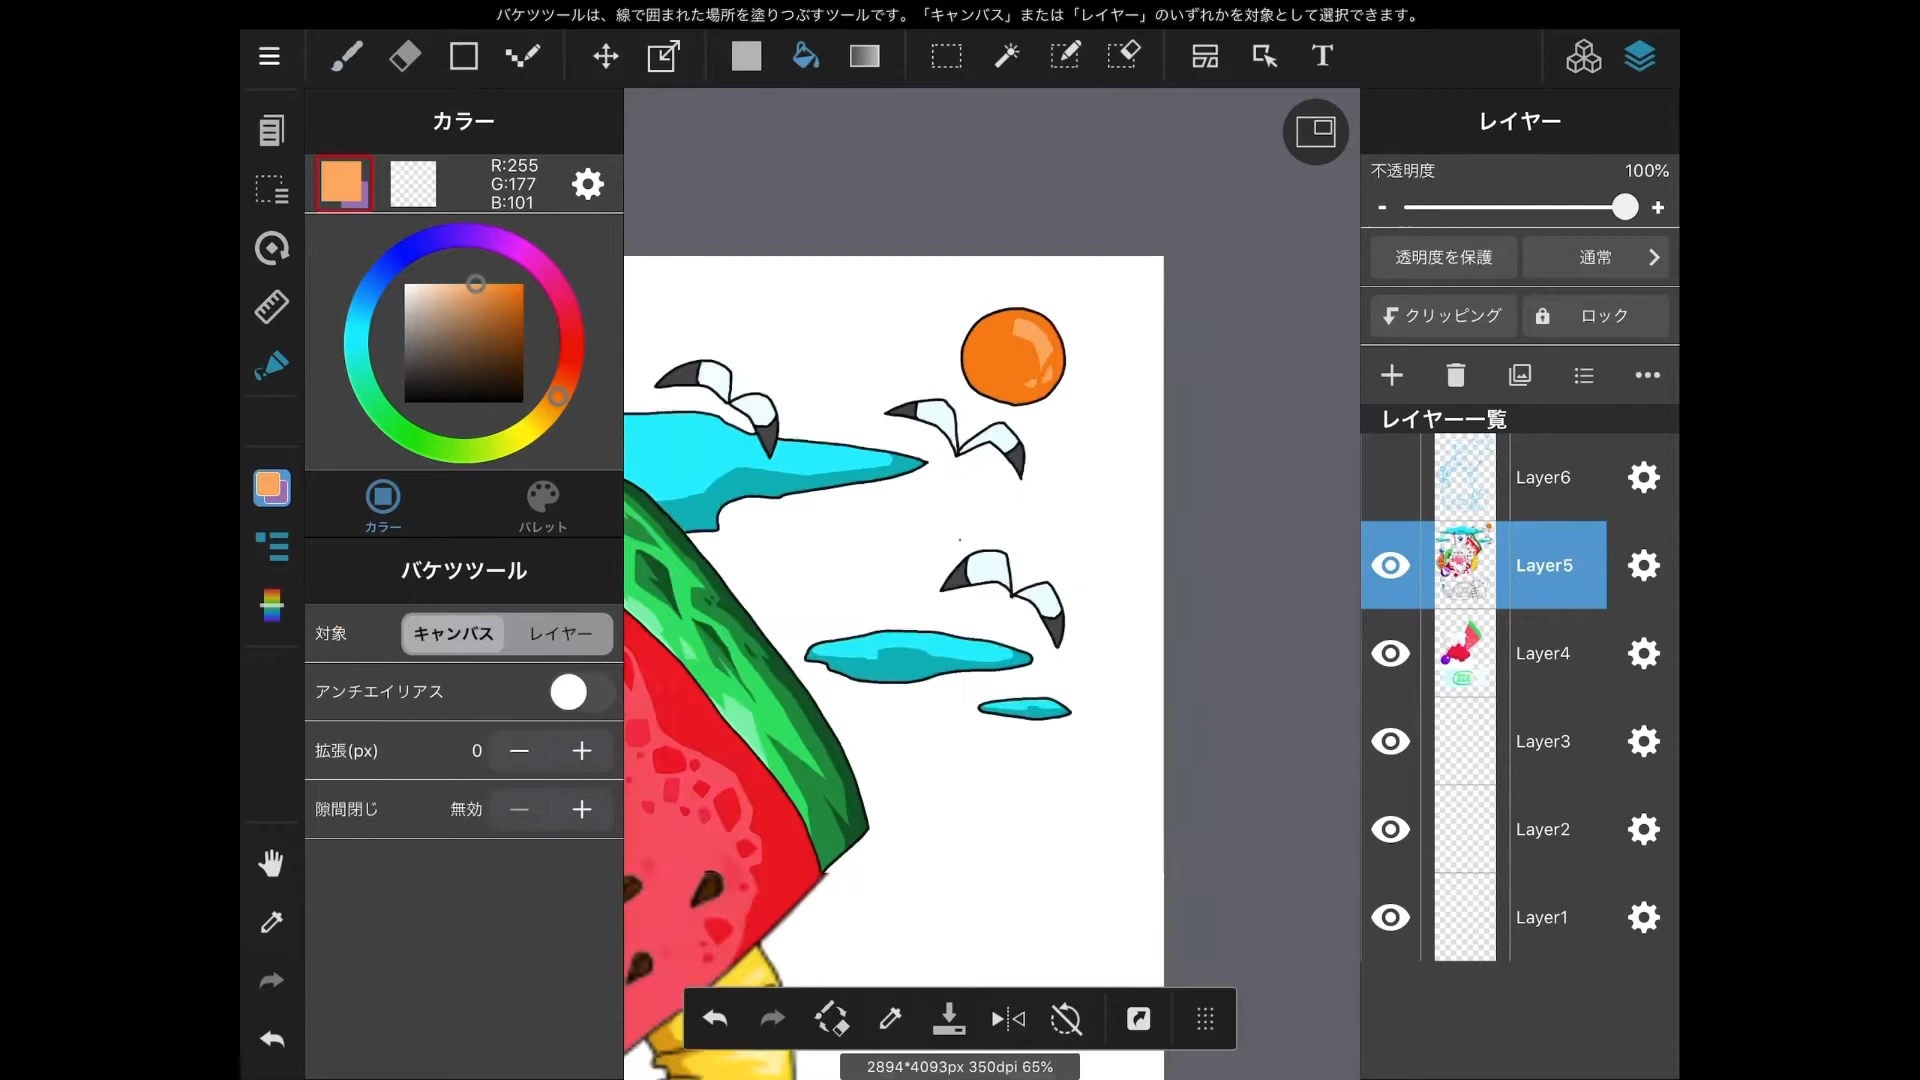 バケツツールは、線で囲まれた場所を塗りつぶすツールです。「キャンバス」または「レイヤー」のいずれかを対象として選択できます。
T
カラー
R:255
G:177
B:101
カラー
パレット
バケツツール
対象
キャンバス
レイヤー
アンチエイリアス
拡張(px)
0
隙間閉じ
無効
レイヤー
不透明度
100%
透明度を保護
通常
クリッピング
ロック
レイヤー一覧
Layer6
Layer5
Layer4
Layer3
Layer2
Layer1
2894*4093px 350dpi 65%